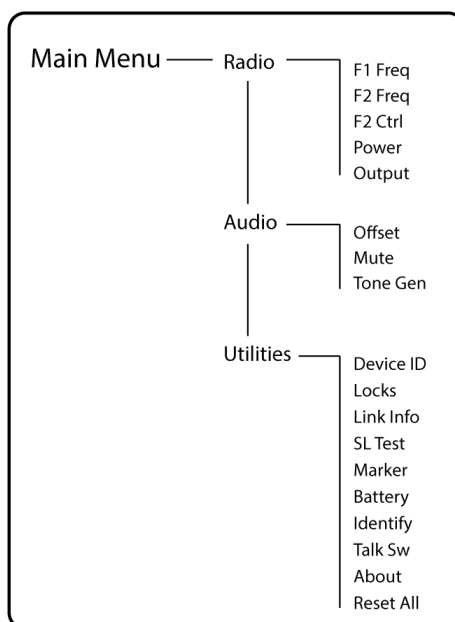 Main Menu
Radio
F1 Freq
F2 Freq
F2 Ctrl
Power
Output
Audio
Offset
Mute
Tone Gen
Utilities
Device ID
Locks
Link Info
SL Test
Marker
Battery
Identify
Talk Sw
About
Reset All